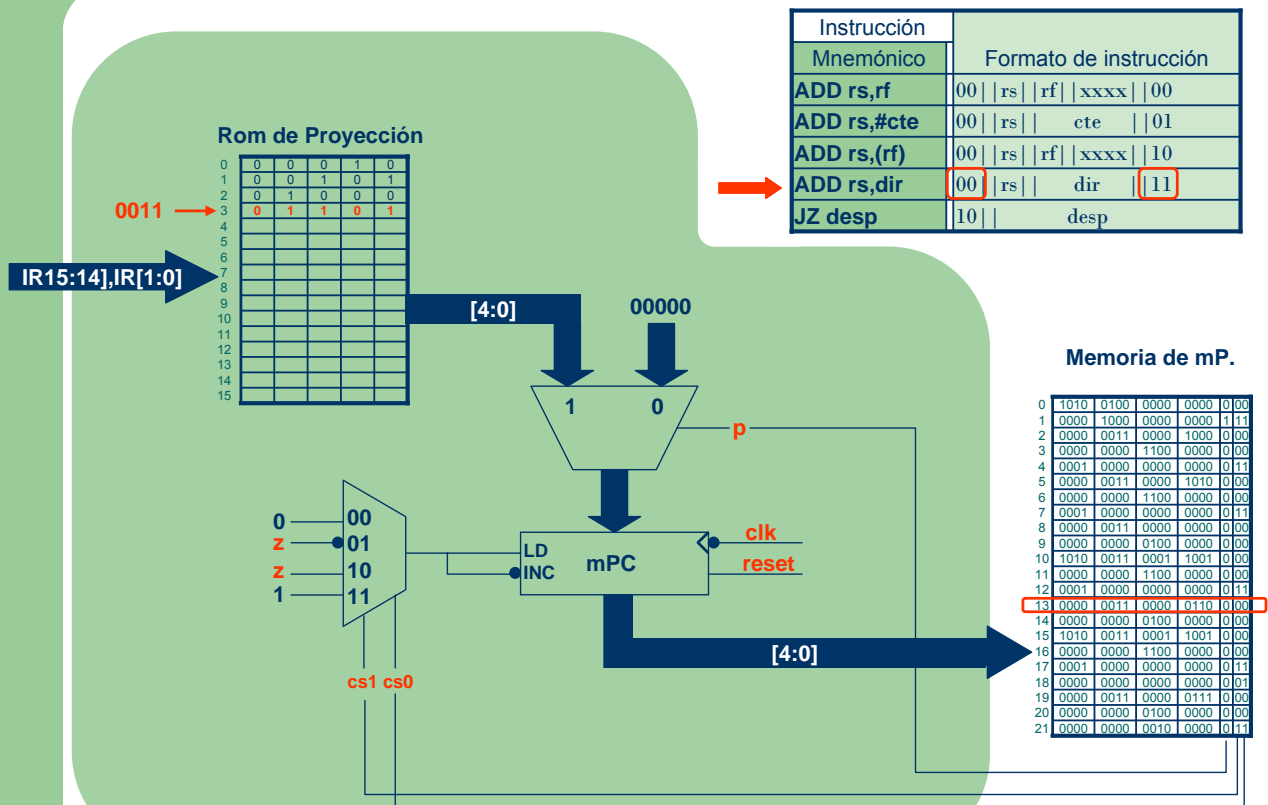 Instrucción
Mnemónico Formato de instrucción
ADD rs,rf 00||rs||rf||xxxx||00
ADD rs,#cte 00||rs|| cte ||01
ADD rs,(rf) 00||rs||rf||xxxx||10
ADD rs,dir 00||rs|| dir ||11
JZ desp 10|| desp
Rom de Proyección
0 0 0 0 1 0
1 0 0 1 0 1
2 0 1 0 0 0
0011 3 0 1 1 0 1
4
5
6
7
8
9
10
11
12
13
14
15
IR15:14],IR[1:0]
[4:0]
00000
1 0
p
0 00
z 01
z 10
1 11
cs1 cs0
LD
INC
mPC
clk
reset
[4:0]
Memoria de mP.
0 1010 0100 0000 0000 0 00
1 0000 1000 0000 0000 1 11
2 0000 0011 0000 1000 0 00
3 0000 0000 1100 0000 0 00
4 0001 0000 0000 0000 0 11
5 0000 0011 0000 1010 0 00
6 0000 0000 1100 0000 0 00
7 0001 0000 0000 0000 0 11
8 0000 0011 0000 0000 0 00
9 0000 0000 0100 0000 0 00
10 1010 0011 0001 1001 0 00
11 0000 0000 1100 0000 0 00
12 0001 0000 0000 0000 0 11
13 0000 0011 0000 0110 0 00
14 0000 0000 0100 0000 0 00
15 1010 0011 0001 1001 0 00
16 0000 0000 1100 0000 0 00
17 0001 0000 0000 0000 0 11
18 0000 0000 0000 0000 0 01
19 0000 0011 0000 0111 0 00
20 0000 0000 0100 0000 0 00
21 0000 0000 0010 0000 0 11